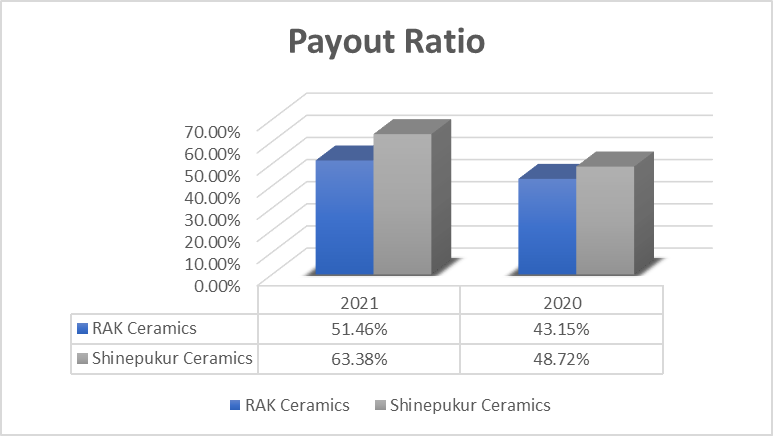 Payout Ratio
70.00%
60.00%
50.00%
40.00%
30.00%
20.00%
10.00%
0.00%
2021 2020
RAK Ceramics 51.46% 43.15%
Shinepukur Ceramics 63.38% 48.72%
RAK Ceramics Shinepukur Ceramics